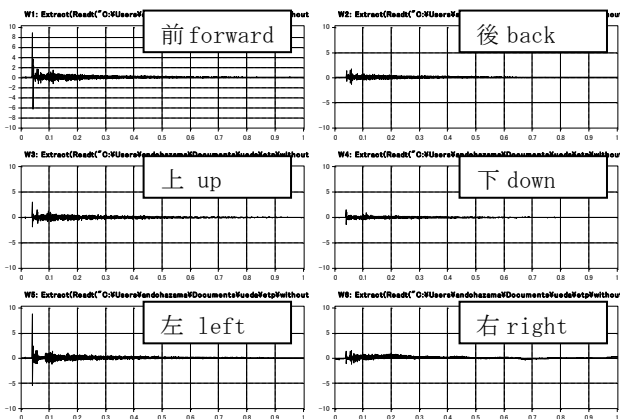 W1: Extract(Readt("C:¥Users¥ without
前 forward
10
8
6
4
2
0
-2
-4
-6
-8
-10
0 0.1 0.2 0.3 0.4 0.5 0.6 0.7 0.8 0.9 1
W2: Extract(Readt("C:¥Users¥ without
後 back
10
5
0
-5
-10
0 0.1 0.2 0.3 0.4 0.5 0.6 0.7 0.8 0.9 1
W3: Extract(Readt("C:¥Users¥andohazama¥Documents¥ueda¥etp¥without
上 up
10
5
0
-5
-10
0 0.1 0.2 0.3 0.4 0.5 0.6 0.7 0.8 0.9 1
W4: Extract(Readt("C:¥Users¥andohazama¥Documents¥ueda¥etp¥without
下 down
10
5
0
-5
-10
0 0.1 0.2 0.3 0.4 0.5 0.6 0.7 0.8 0.9 1
W5: Extract(Readt("C:¥Users¥andohazama¥Documents¥ueda¥etp¥without
左 left
10
5
0
-5
-10
0 0.1 0.2 0.3 0.4 0.5 0.6 0.7 0.8 0.9 1
W6: Extract(Readt("C:¥Users¥andohazama¥Documents¥ueda¥etp¥without
右 right
10
5
0
-5
-10
0 0.1 0.2 0.3 0.4 0.5 0.6 0.7 0.8 0.9 1